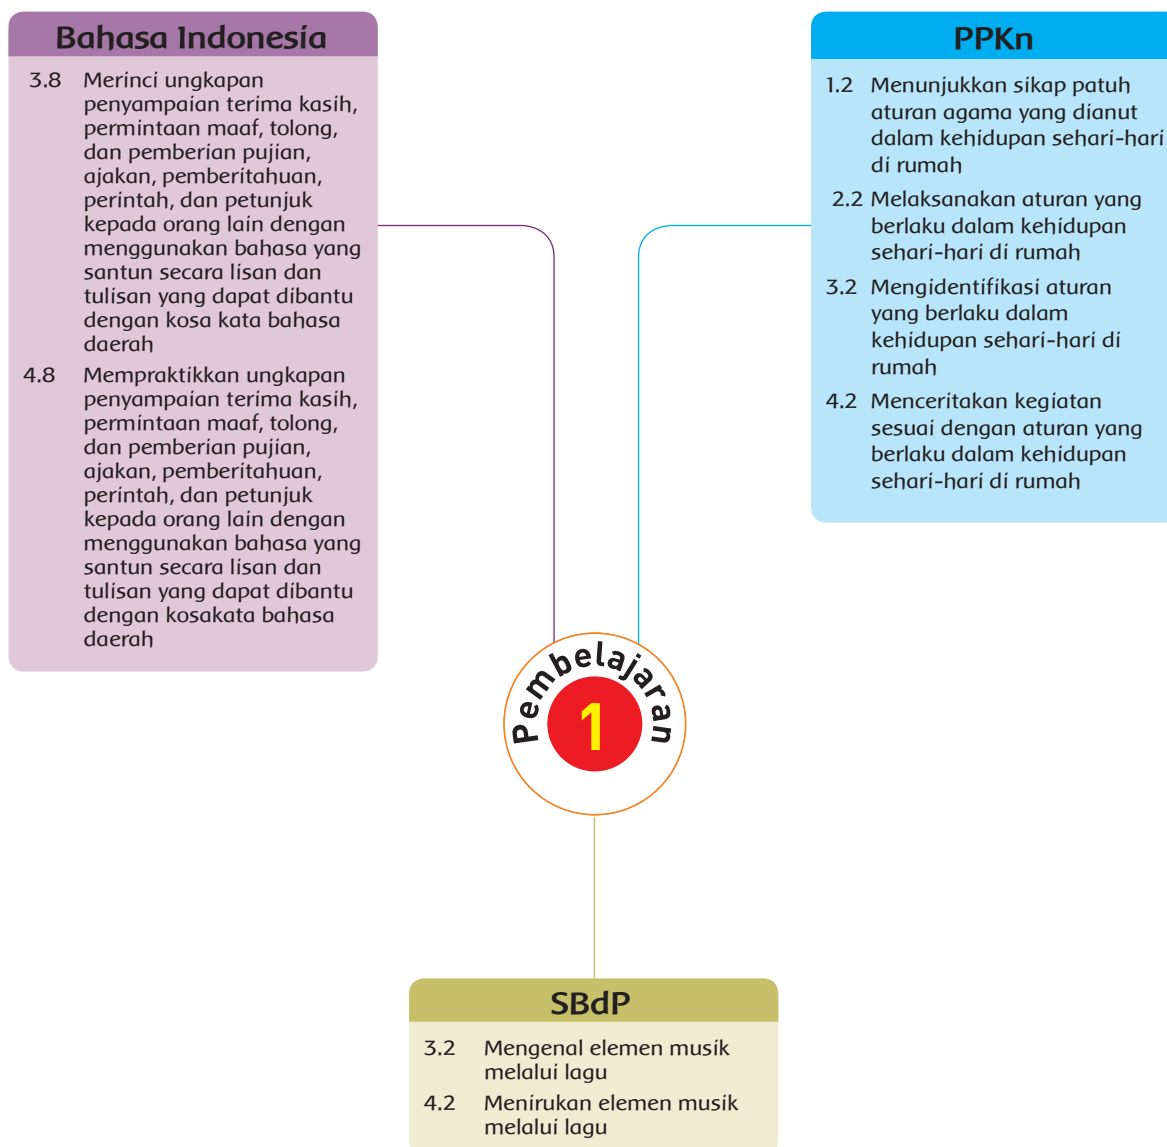 Bahasa Indonesia
3.8 Merinci ungkapan
penyampaian terima kasih,
permintaan maaf, tolong,
dan pemberian pujian,
ajakan, pemberitahuan,
perintah, dan petunjuk
kepada orang lain dengan
menggunakan bahasa yang
santun secara lisan dan
tulisan yang dapat dibantu
dengan kosa kata bahasa
daerah
4.8 Mempraktikkan ungkapan
penyampaian terima kasih,
permintaan maaf, tolong,
dan pemberian pujian,
ajakan, pemberitahuan,
perintah, dan petunjuk
kepada orang lain dengan
menggunakan bahasa yang
santun secara lisan dan
tulisan yang dapat dibantu
dengan kosakata bahasa
daerah
PPKn
1.2 Menunjukkan sikap patuh
aturan agama yang dianut
dalam kehidupan sehari-hari
di rumah
2.2 Melaksanakan aturan yang
berlaku dalam kehidupan
sehari-hari di rumah
3.2 Mengidentifikasi aturan
yang berlaku dalam
kehidupan sehari-hari di
rumah
4.2 Menceritakan kegiatan
sesuai dengan aturan yang
berlaku dalam kehidupan
sehari-hari di rumah
Pembelajaran
1
SBdP
3.2 Mengenal elemen musik
melalui lagu
4.2 Menirukan elemen musik
melalui lagu